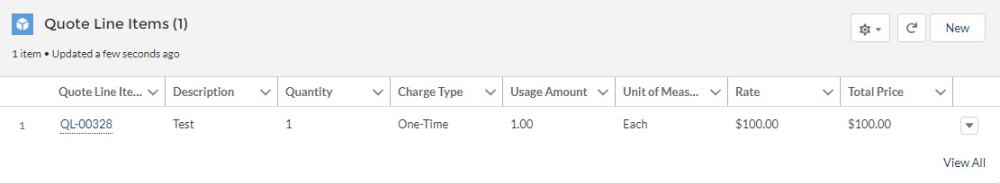 Quote Line Items (1)
New
1 item • Updated a few seconds ago
Quote Line Ite... Description Quantity Charge Type Usage Amount Unit of Meas... Rate Total Price
1 QL-00328 Test 1 One-Time 1.00 Each $100.00 $100.00
View All